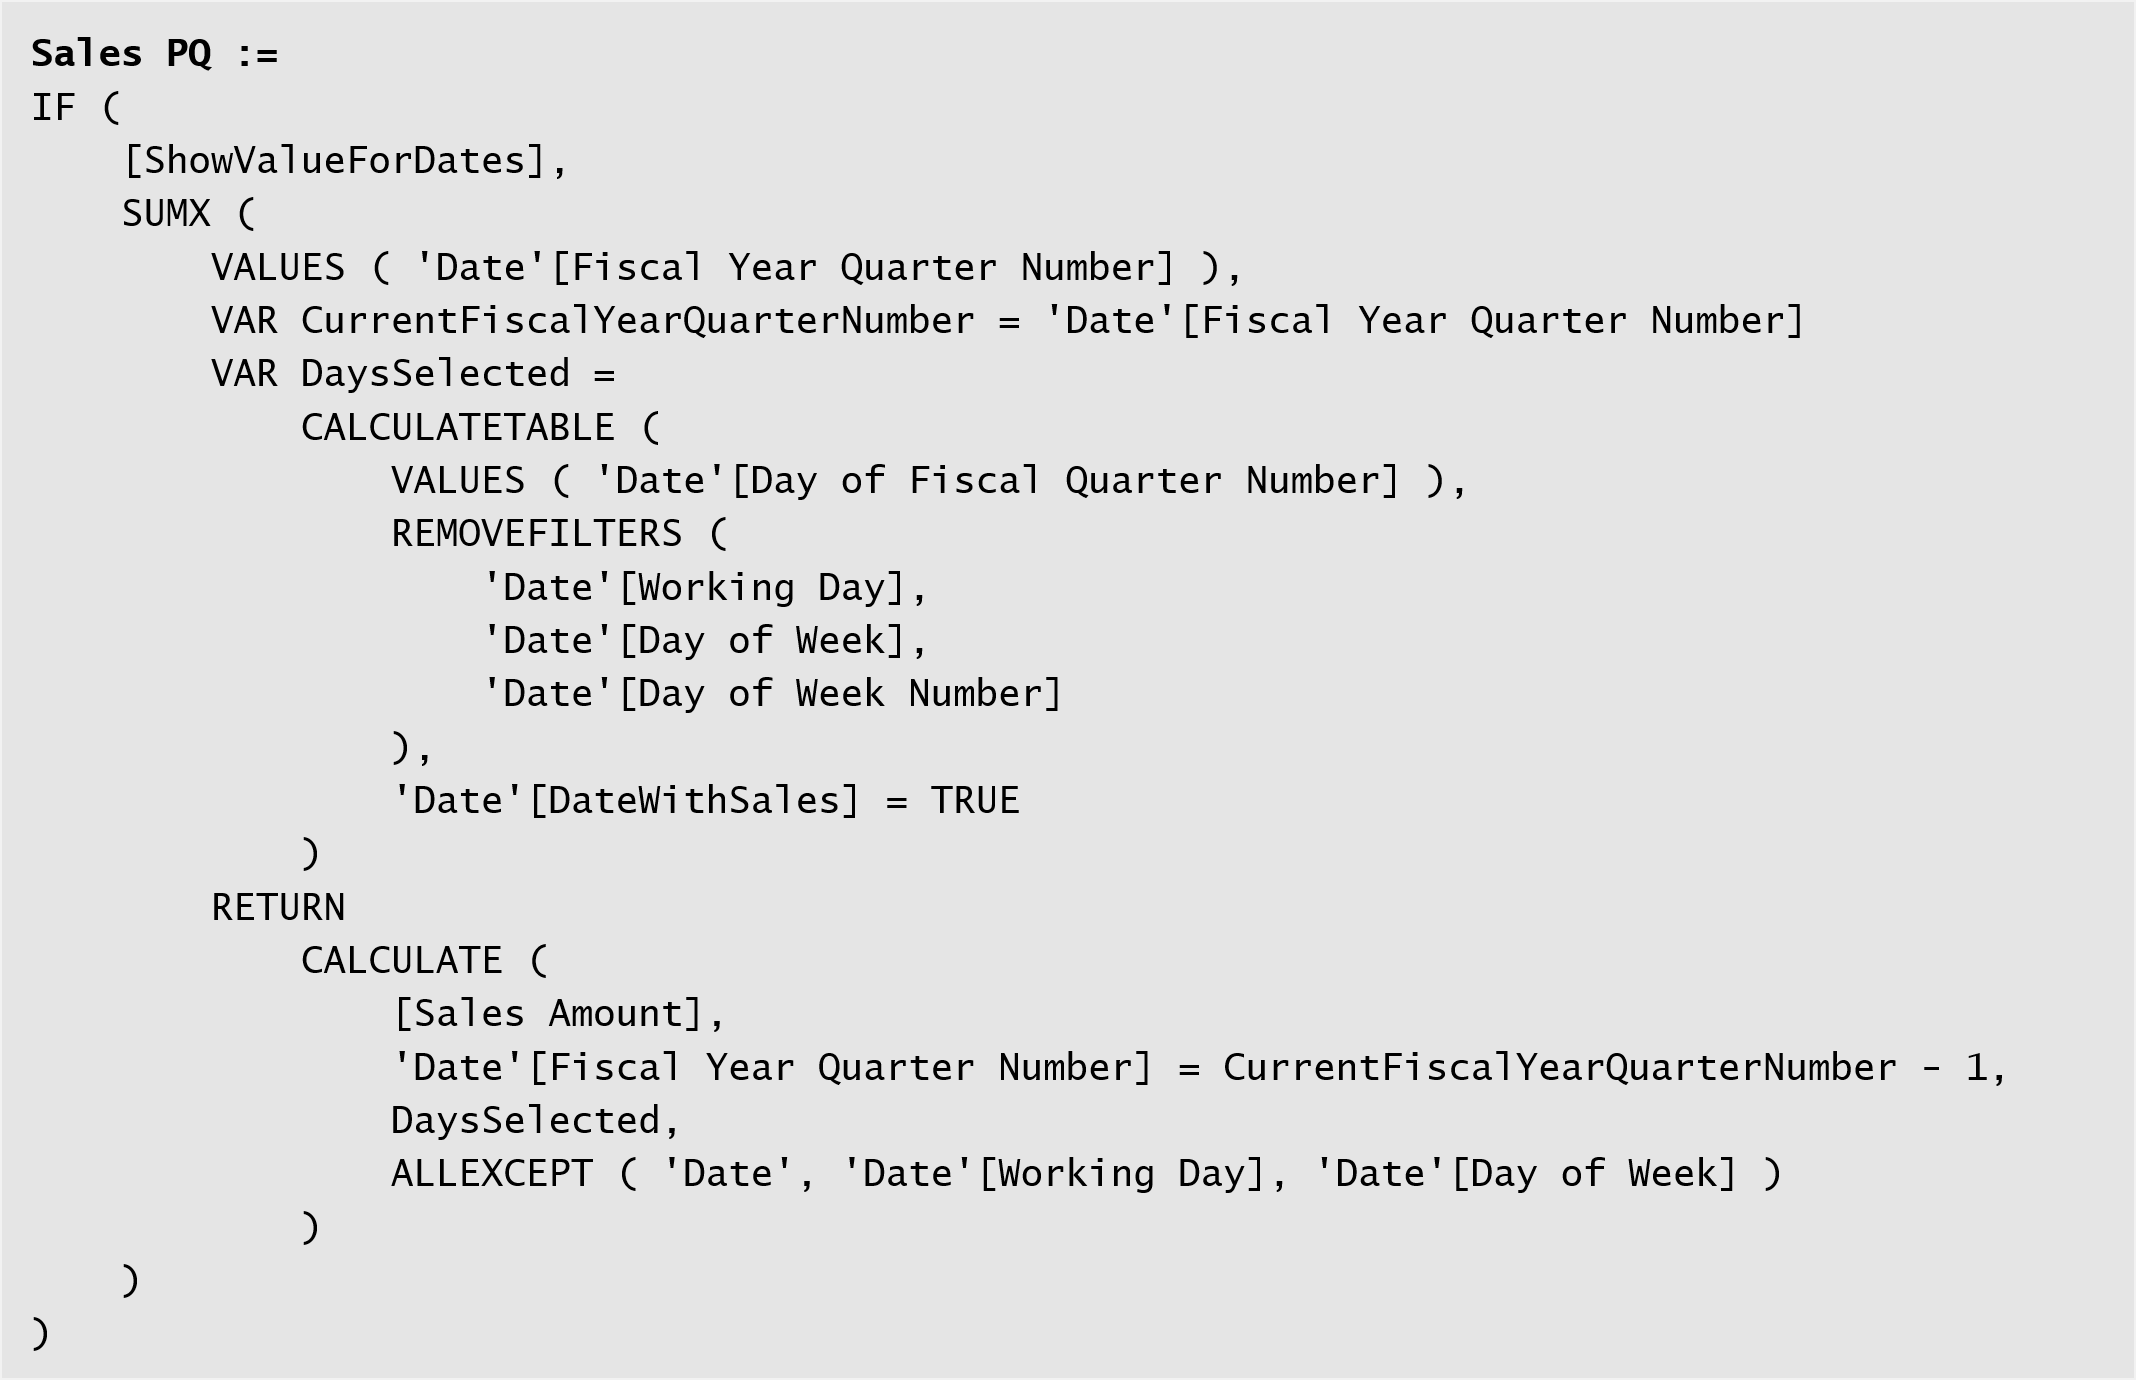 Sales PQ :=
IF (
    [ShowValueForDates],
    SUMX (
        VALUES ( 'Date'[Fiscal Year Quarter Number] ),
        VAR CurrentFiscalYearQuarterNumber = 'Date'[Fiscal Year Quarter Number]
        VAR DaysSelected =
            CALCULATETABLE (
                VALUES ( 'Date'[Day of Fiscal Quarter Number] ),
                REMOVEFILTERS (
                    'Date'[Working Day],
                    'Date'[Day of Week],
                    'Date'[Day of Week Number]
                ),
                'Date'[DateWithSales] = TRUE
            )
        RETURN
            CALCULATE (
                [Sales Amount],
                'Date'[Fiscal Year Quarter Number] = CurrentFiscalYearQuarterNumber - 1,
                DaysSelected,
                ALLEXCEPT ( 'Date', 'Date'[Working Day], 'Date'[Day of Week] )
            )
    )
)